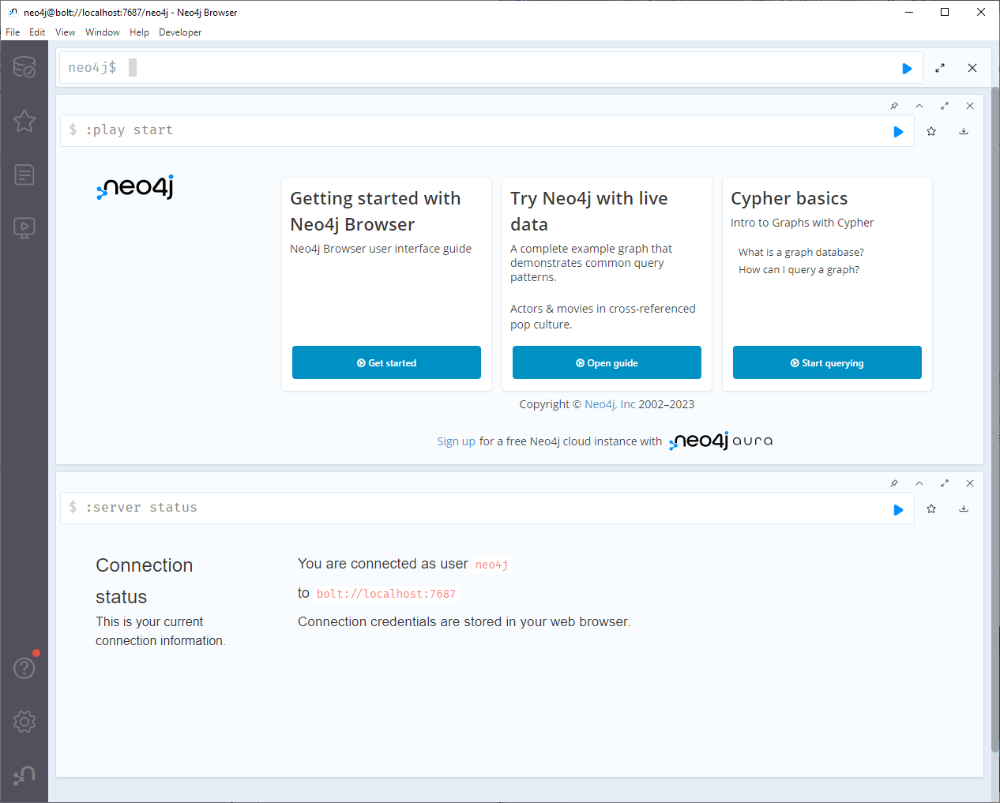 neo4j@bolt://localhost:7687/neo4j - Neo4j Browser
File Edit View Window Help Developer
neo4j$
$ :play start
neo4j
Getting started with
Neo4j Browser
Neo4j Browser user interface guide
Get started
Try Neo4j with live
data
A complete example graph that
demonstrates common query
patterns.
Actors & movies in cross-referenced
pop culture.
Open guide
Cypher basics
Intro to Graphs with Cypher
What is a graph database?
How can I query a graph?
Start querying
Copyright © Neo4j, Inc 2002–2023
Sign up for a free Neo4j cloud instance with neo4j aura
$ :server status
Connection
status
This is your current
connection information.
You are connected as user neo4j
to bolt://localhost:7687
Connection credentials are stored in your web browser.